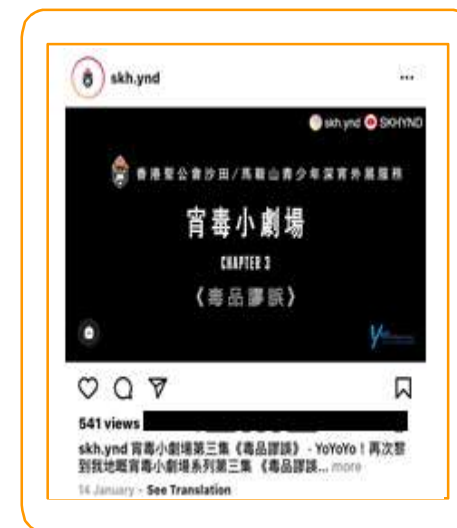 skh.ynd
skh.ynd SKHYND
香港聖公會沙田/馬鞍山青少年深宵外展服務
宵毒小劇場
CHAPTER 3
《毒品謬誤》
541 views
skh.ynd 宵毒小劇場第三集《毒品謬誤》 - YoYoYo！再次黎
到我地嘅宵毒小劇場系列第三集 《毒品謬誤... more
14 January · See Translation